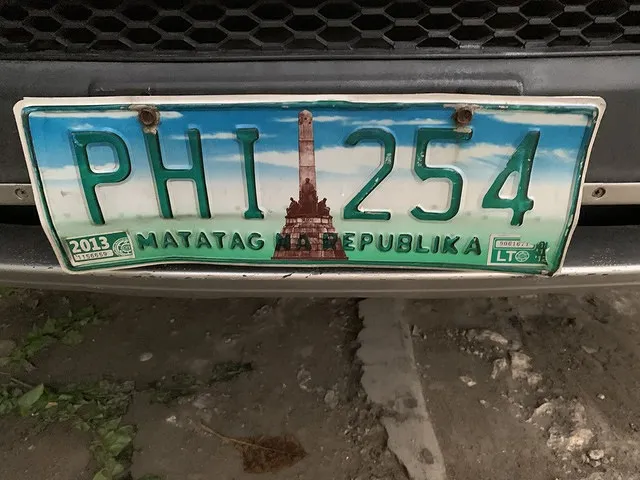 PHI 254
2013 MATATAG NA REPUBLIKA
LTO